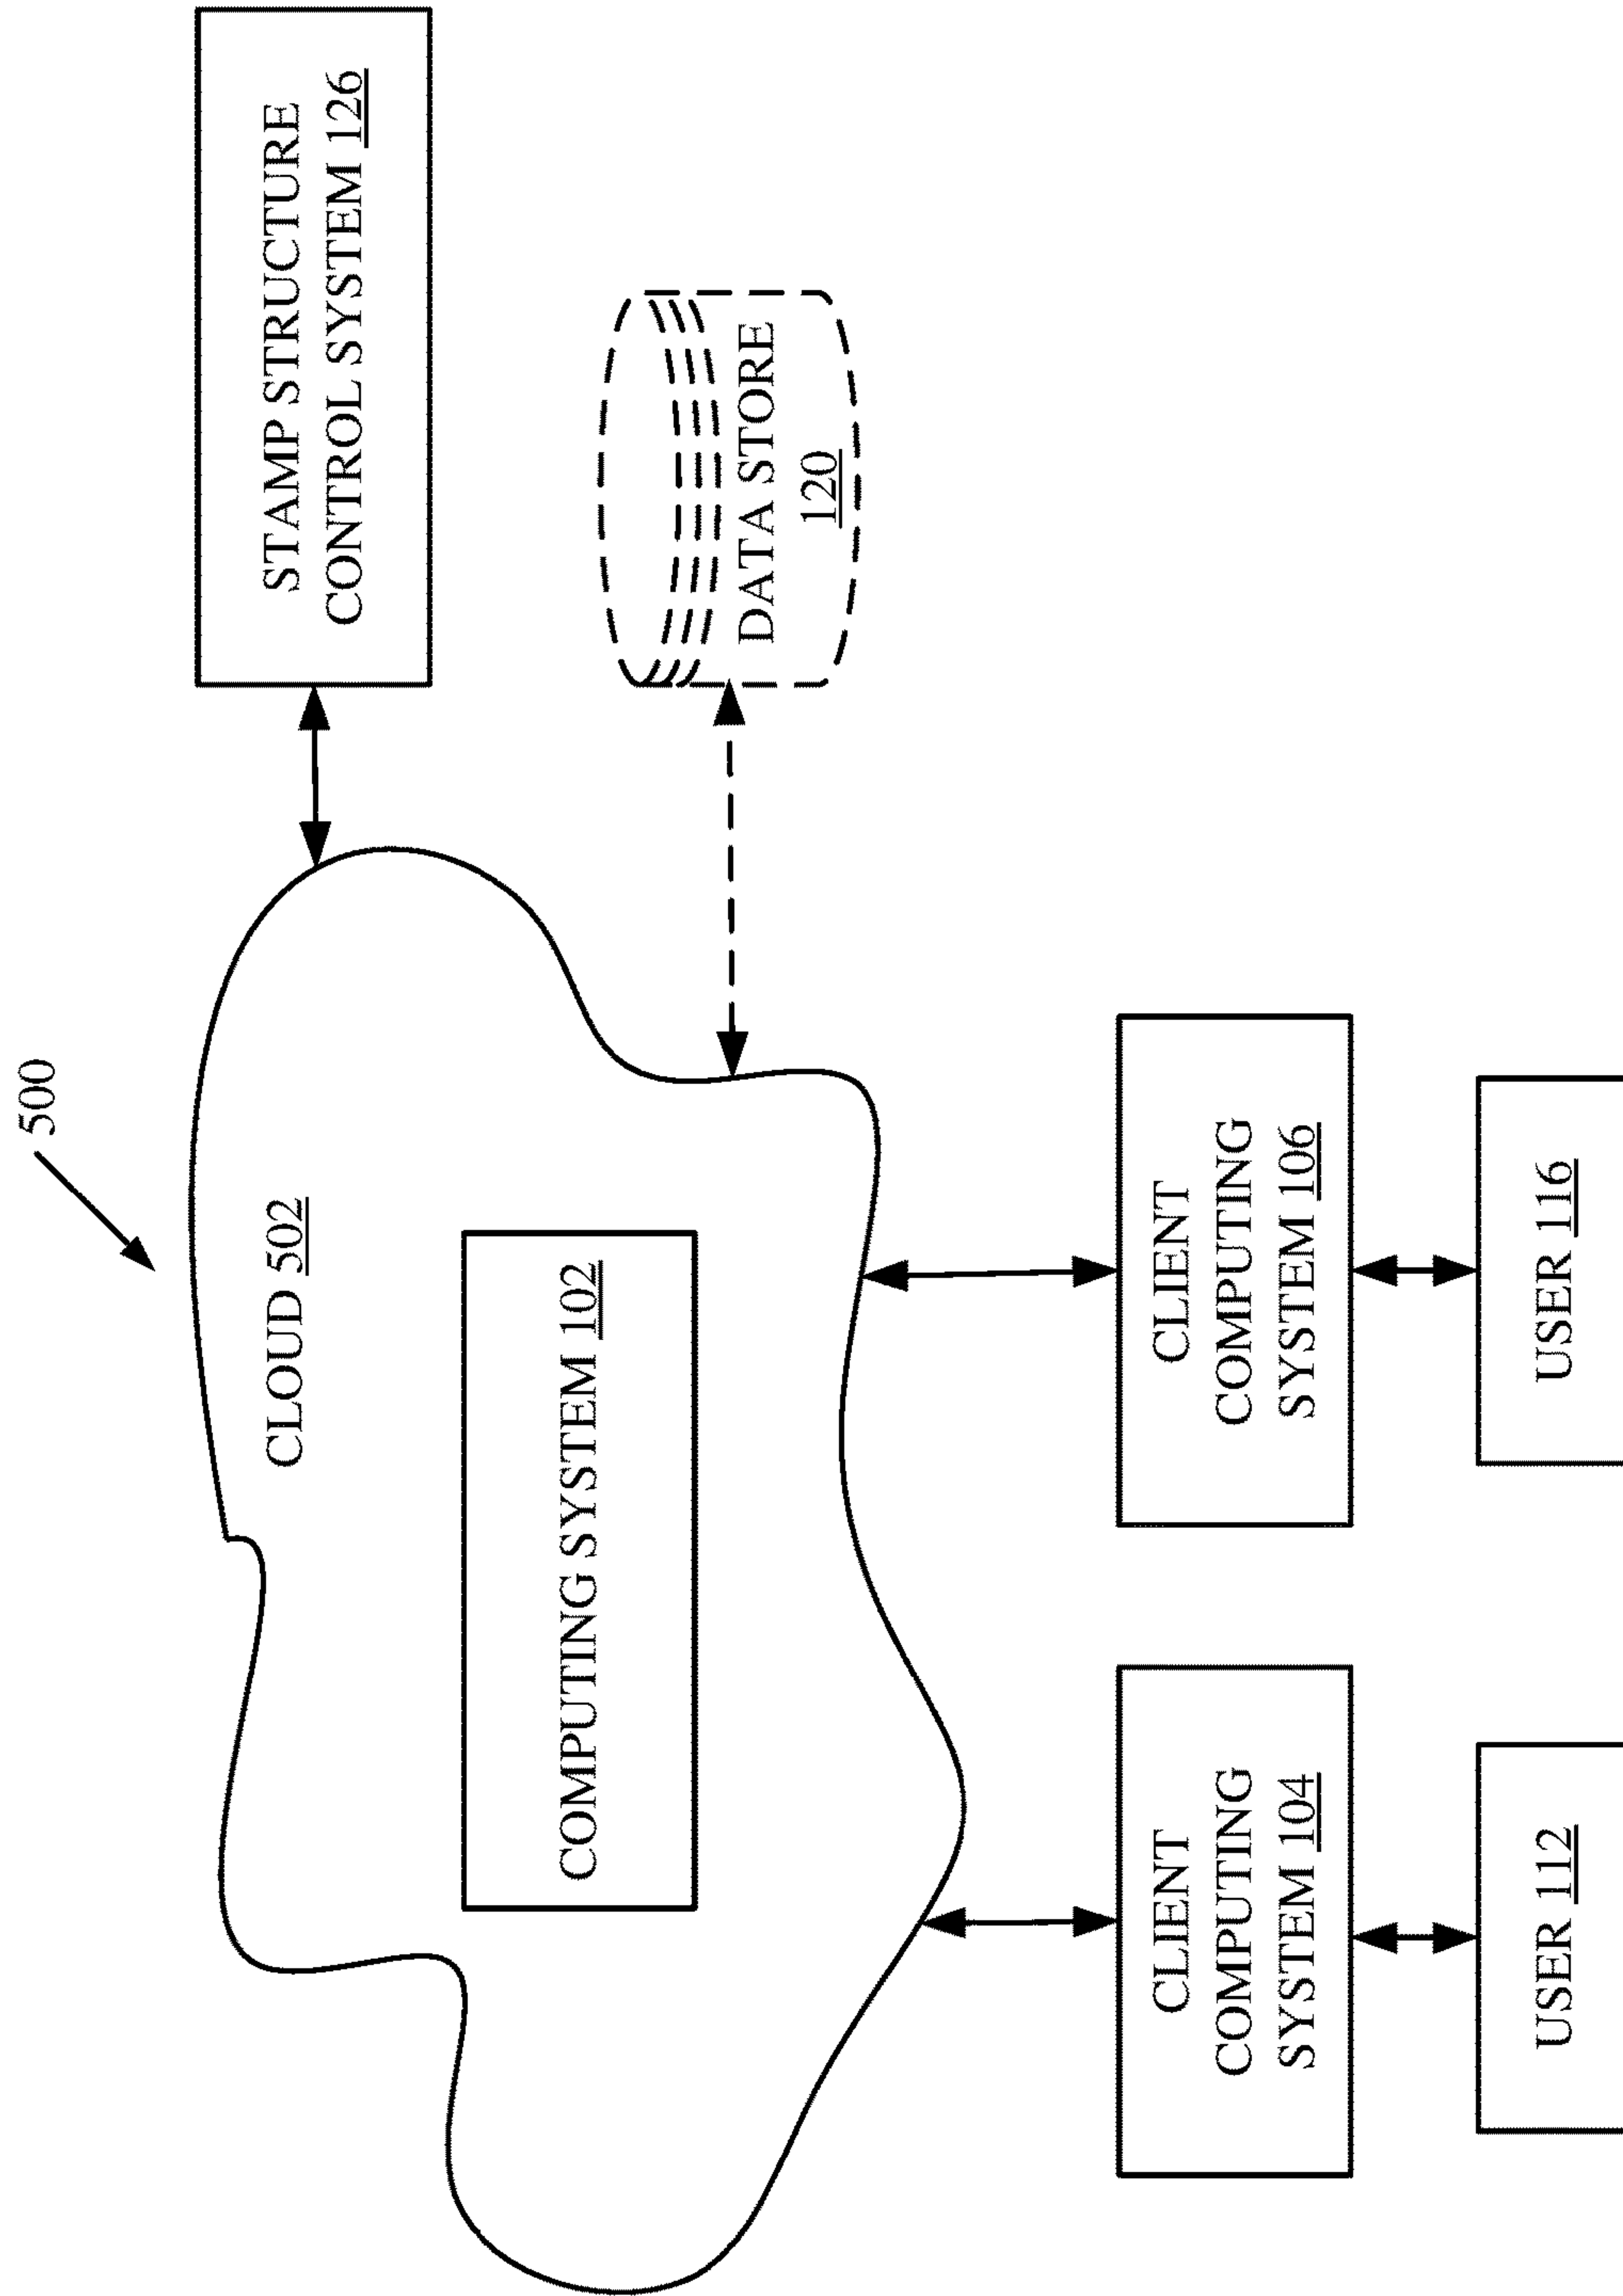 500
CLOUD 502
STAMP STRUCTURE
CONTROL SYSTEM 126
COMPUTING SYSTEM 102
DATA STORE
120
CLIENT
COMPUTING
SYSTEM 104
CLIENT
COMPUTING
SYSTEM 106
USER 112
USER 116